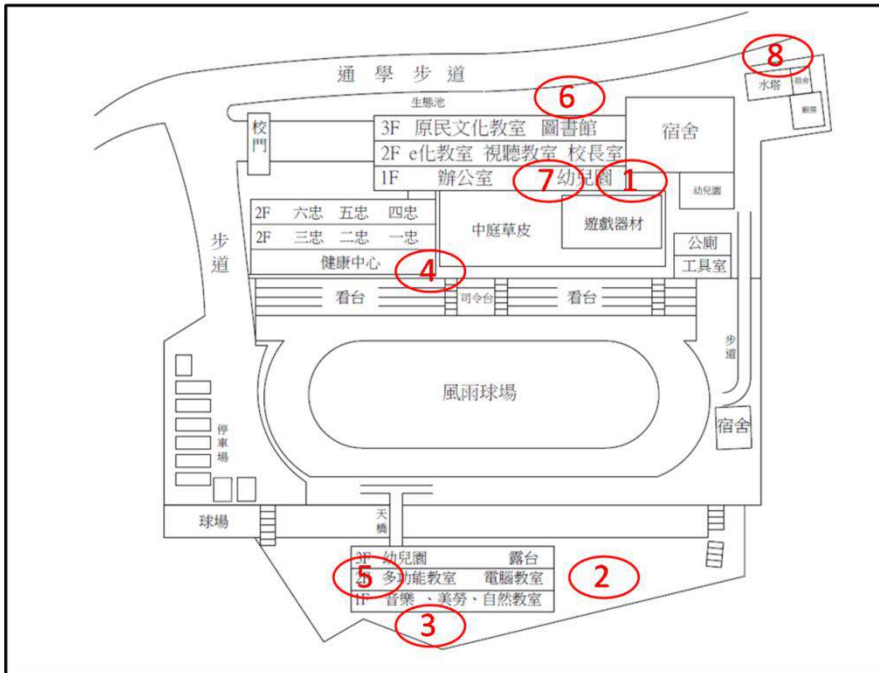 通學步道
8
水塔
宿舍
廚房
生態池
6
校門
3F 原民文化教室 圖書館
宿舍
2F e化教室 視聽教室 校長室
1F 辦公室 7 幼兒園 1
幼兒園
2F 六忠 五忠 四忠
2F 三忠 二忠 一忠
健康中心
4
中庭草皮
遊戲器材
公廁
工具室
步道
看台
司令台
看台
步道
風雨球場
宿舍
停車場
球場
天橋
3F 幼兒園 露台
2F 多功能教室 電腦教室
5
2
1F 音樂、美勞、自然教室
3